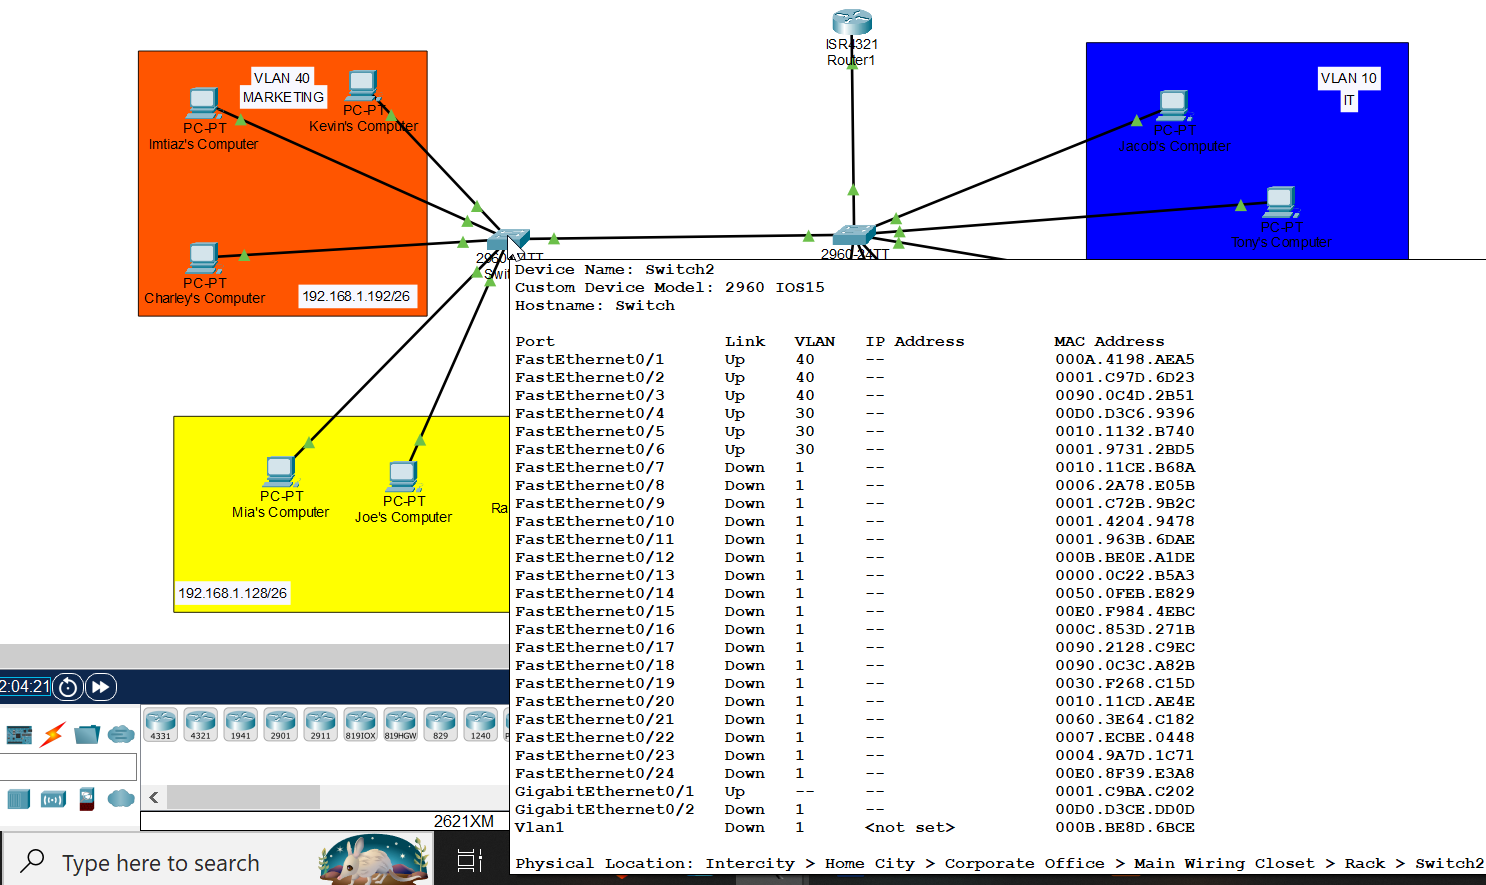 ISR4321
Router1
VLAN 40
MARKETING
PC-PT
Kevin's Computer
PC-PT
Imtiaz's Computer
PC-PT
Charley's Computer
192.168.1.192/26
VLAN 10
IT
PC-PT
Jacob's Computer
PC-PT
Tony's Computer
2960-24TT
2960-24TT
Swit
PC-PT
Mia's Computer
PC-PT
Joe's Computer
Ra
192.168.1.128/26
Device Name: Switch2
Custom Device Model: 2960 IOS15
Hostname: Switch
Port Link VLAN IP Address MAC Address
FastEthernet0/1 Up 40 -- 000A.4198.AEA5
FastEthernet0/2 Up 40 -- 0001.C97D.6D23
FastEthernet0/3 Up 40 -- 0090.0C4D.2B51
FastEthernet0/4 Up 30 -- 00D0.D3C6.9396
FastEthernet0/5 Up 30 -- 0010.1132.B740
FastEthernet0/6 Up 30 -- 0001.9731.2BD5
FastEthernet0/7 Down 1 -- 0010.11CE.B68A
FastEthernet0/8 Down 1 -- 0006.2A78.E05B
FastEthernet0/9 Down 1 -- 0001.C72B.9B2C
FastEthernet0/10 Down 1 -- 0001.4204.9478
FastEthernet0/11 Down 1 -- 0001.963B.6DAE
FastEthernet0/12 Down 1 -- 000B.BE0E.A1DE
FastEthernet0/13 Down 1 -- 0000.0C22.B5A3
FastEthernet0/14 Down 1 -- 0050.0FEB.E829
FastEthernet0/15 Down 1 -- 00E0.F984.4EBC
FastEthernet0/16 Down 1 -- 000C.853D.271B
FastEthernet0/17 Down 1 -- 0090.2128.C9EC
FastEthernet0/18 Down 1 -- 0090.0C3C.A82B
FastEthernet0/19 Down 1 -- 0030.F268.C15D
FastEthernet0/20 Down 1 -- 0010.11CD.AE4E
FastEthernet0/21 Down 1 -- 0060.3E64.C182
FastEthernet0/22 Down 1 -- 0007.ECBE.0448
FastEthernet0/23 Down 1 -- 0004.9A7D.1C71
FastEthernet0/24 Down 1 -- 00E0.8F39.E3A8
GigabitEthernet0/1 Up -- -- 0001.C9BA.C202
GigabitEthernet0/2 Down 1 -- 00D0.D3CE.DD0D
Vlan1 Down 1 <not set> 000B.BE8D.6BCE
Physical Location: Intercity > Home City > Corporate Office > Main Wiring Closet > Rack > Switch2
2:04:21
4331 4321 1941 2901 2911 819IOX 819HGW 829 1240
2621XM
Type here to search